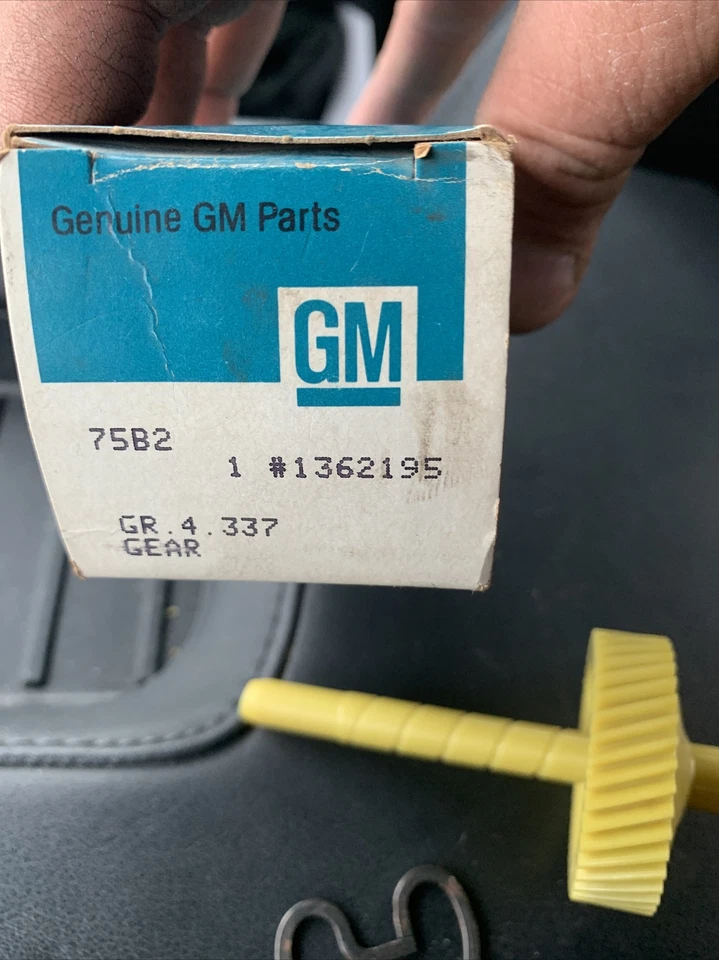 Genuine GM Parts
GM
75B2
1 #1362195
GR.4.337
GEAR